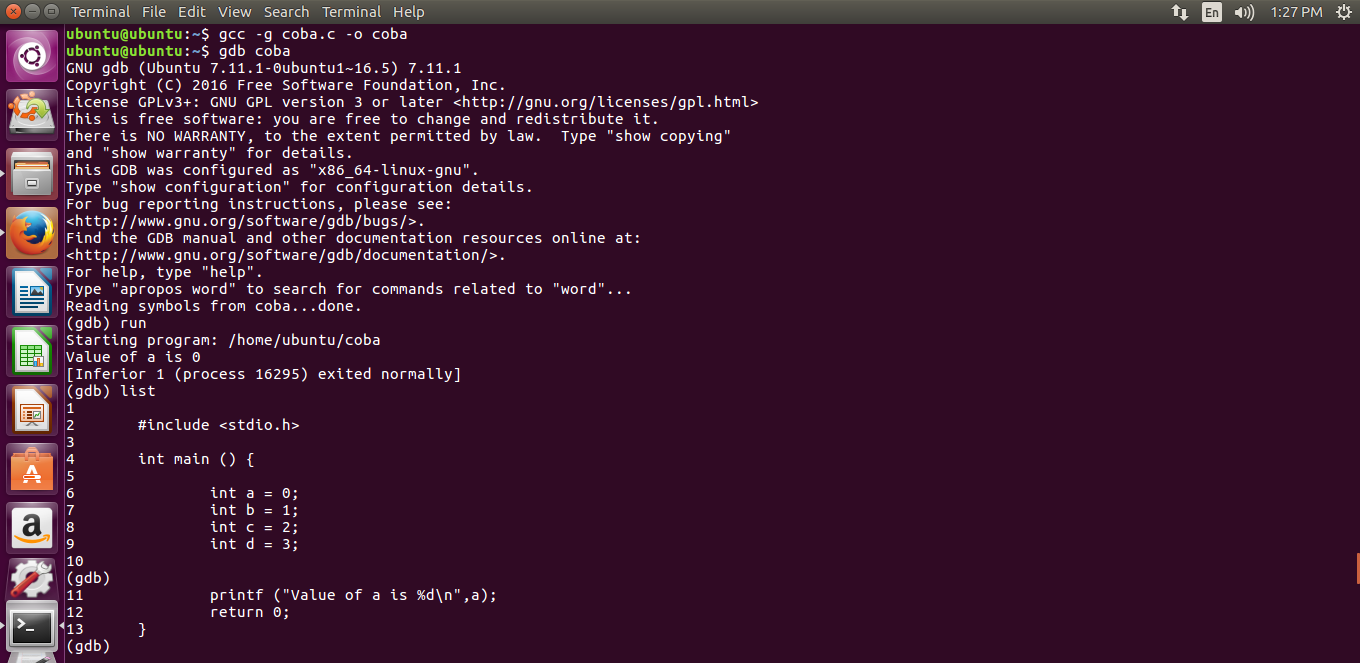 Terminal File Edit View Search Terminal Help En 1:27 PM
ubuntu@ubuntu:~$ gcc -g coba.c -o coba
ubuntu@ubuntu:~$ gdb coba
GNU gdb (Ubuntu 7.11.1-0ubuntu1~16.5) 7.11.1
Copyright (C) 2016 Free Software Foundation, Inc.
License GPLv3+: GNU GPL version 3 or later <http://gnu.org/licenses/gpl.html>
This is free software: you are free to change and redistribute it.
There is NO WARRANTY, to the extent permitted by law.  Type "show copying"
and "show warranty" for details.
This GDB was configured as "x86_64-linux-gnu".
Type "show configuration" for configuration details.
For bug reporting instructions, please see:
<http://www.gnu.org/software/gdb/bugs/>.
Find the GDB manual and other documentation resources online at:
<http://www.gnu.org/software/gdb/documentation/>.
For help, type "help".
Type "apropos word" to search for commands related to "word"...
Reading symbols from coba...done.
(gdb) run
Starting program: /home/ubuntu/coba
Value of a is 0
[Inferior 1 (process 16295) exited normally]
(gdb) list
1
2       #include <stdio.h>
3
4       int main () {
5
6               int a = 0;
7               int b = 1;
8               int c = 2;
9               int d = 3;
10
(gdb)
11              printf ("Value of a is %d\n",a);
12              return 0;
13      }
(gdb)